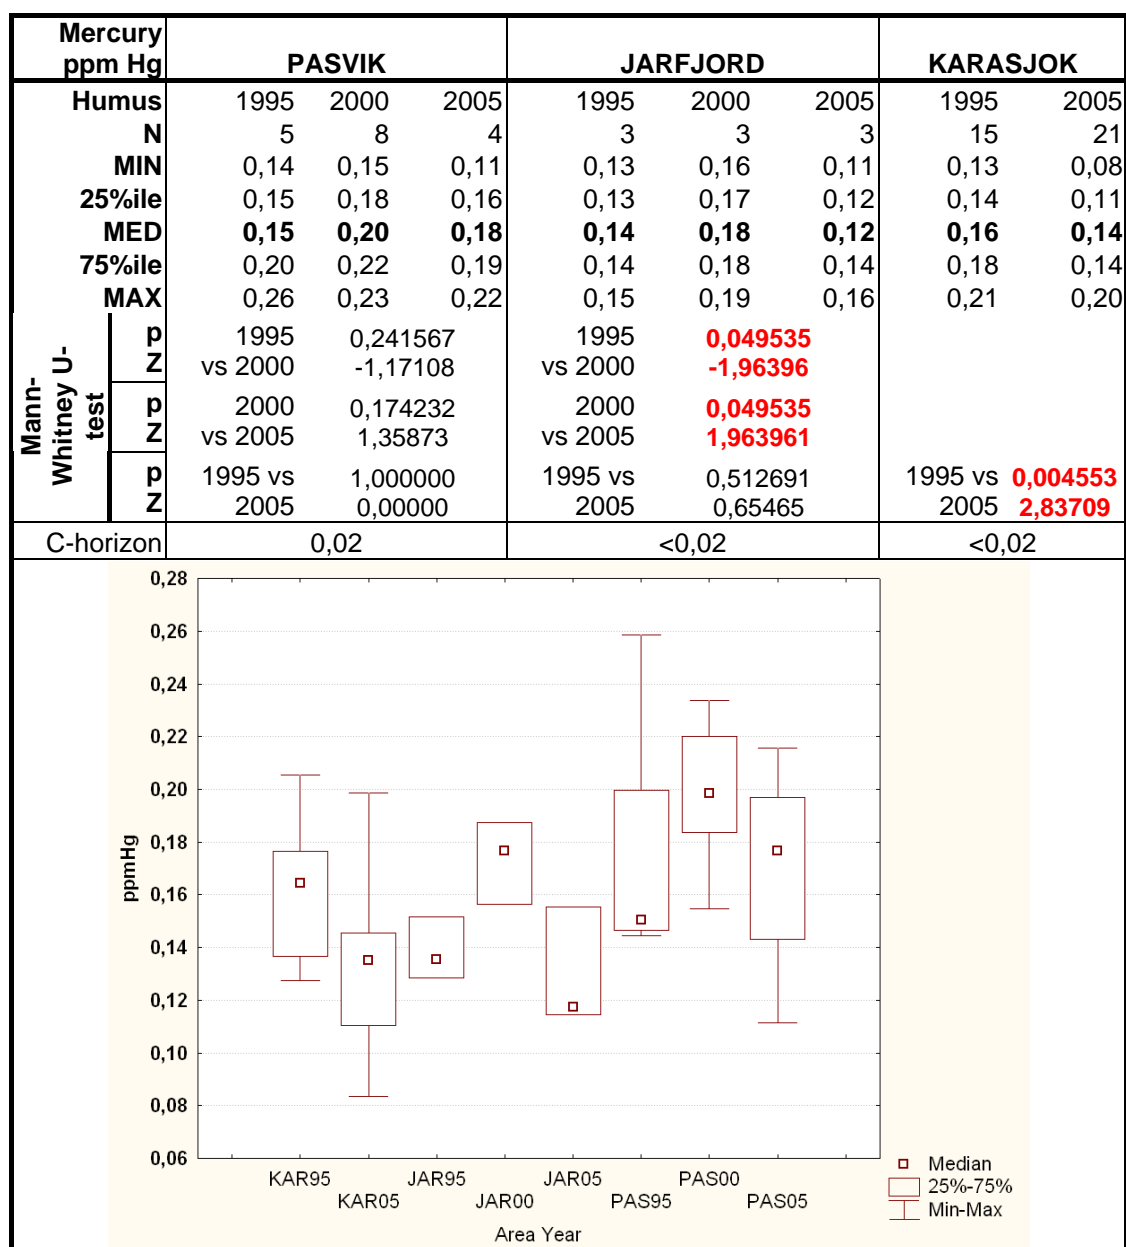 Mercury
ppm Hg PASVIK JARFJORD KARASJOK
Humus 1995 2000 2005 1995 2000 2005 1995 2005
N 5 8 4 3 3 3 15 21
MIN 0,14 0,15 0,11 0,13 0,16 0,11 0,13 0,08
25%ile 0,15 0,18 0,16 0,13 0,17 0,12 0,14 0,11
MED 0,15 0,20 0,18 0,14 0,18 0,12 0,16 0,14
75%ile 0,20 0,22 0,19 0,14 0,18 0,14 0,18 0,14
MAX 0,26 0,23 0,22 0,15 0,19 0,16 0,21 0,20
Mann-
Whitney U-
test
p 1995 0,241567 1995 0,049535
Z vs 2000 -1,17108 vs 2000 -1,96396
p 2000 0,174232 2000 0,049535
Z vs 2005 1,35873 vs 2005 1,963961
p 1995 vs 1,000000 1995 vs 0,512691 1995 vs 0,004553
Z 2005 0,00000 2005 0,65465 2005 2,83709
C-horizon 0,02 <0,02 <0,02
0,28
0,26
0,24
0,22
0,20
0,18
0,16
0,14
0,12
0,10
0,08
0,06
ppmHg
KAR95 JAR95 JAR05 PAS00
KAR05 JAR00 PAS95 PAS05
Area Year
Median
25%-75%
Min-Max